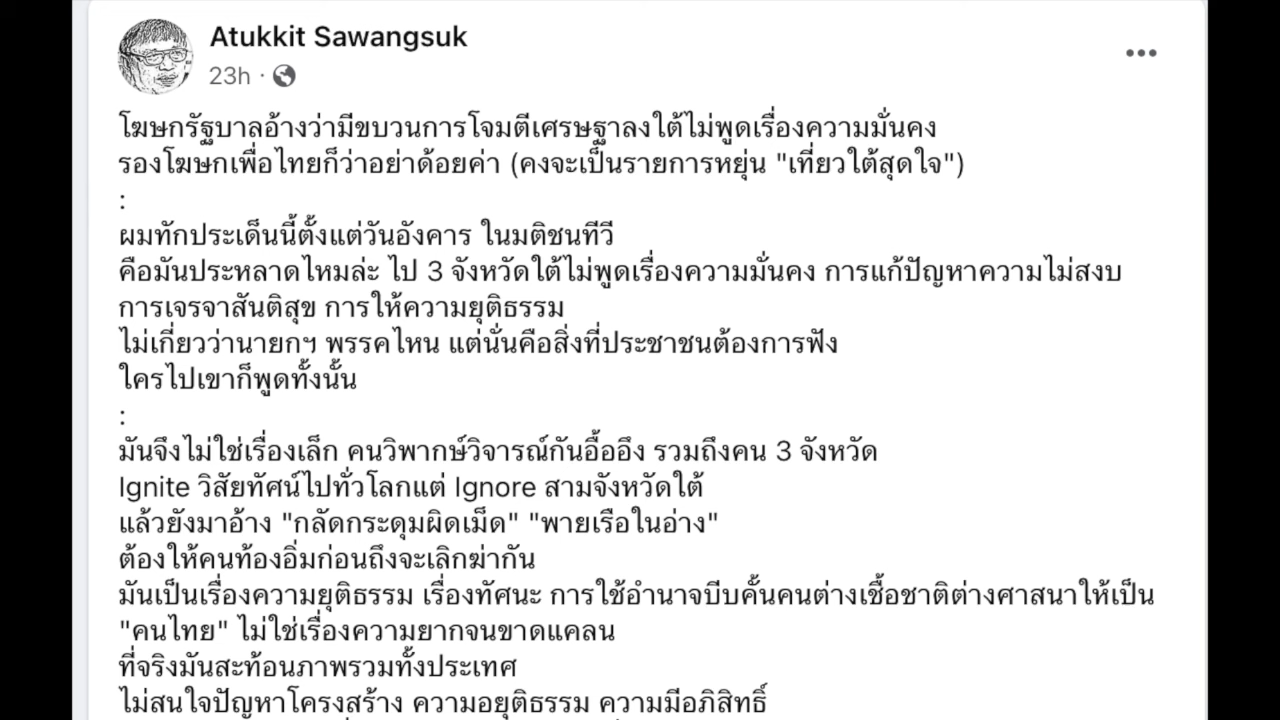 Atukkit Sawangsuk
23h ·
โฆษกรัฐบาลอ้างว่ามีขบวนการโจมตีเศรษฐาลงใต้ไม่พูดเรื่องความมั่นคง
รองโฆษกเพื่อไทยก็ว่าอย่าด้อยค่า (คงจะเป็นรายการหยุ่น "เที่ยวใต้สุดใจ")
:
ผมทักประเด็นนี้ตั้งแต่วันอังคาร ในมติชนทีวี
คือมันประหลาดไหมล่ะ ไป 3 จังหวัดใต้ไม่พูดเรื่องความมั่นคง การแก้ปัญหาความไม่สงบ
การเจรจาสันติสุข การให้ความยุติธรรม
ไม่เกี่ยวว่านายกฯ พรรคไหน แต่นั่นคือสิ่งที่ประชาชนต้องการฟัง
ใครไปเขาก็พูดทั้งนั้น
:
มันจึงไม่ใช่เรื่องเล็ก คนวิพากษ์วิจารณ์กันอื้ออึง รวมถึงคน 3 จังหวัด
Ignite วิสัยทัศน์ไปทั่วโลกแต่ Ignore สามจังหวัดใต้
แล้วยังมาอ้าง "กลัดกระดุมผิดเม็ด" "พายเรือในอ่าง"
ต้องให้คนท้องอิ่มก่อนถึงจะเลิกฆ่ากัน
มันเป็นเรื่องความยุติธรรม เรื่องทัศนะ การใช้อำนาจบีบคั้นคนต่างเชื้อชาติต่างศาสนาให้เป็น
"คนไทย" ไม่ใช่เรื่องความยากจนขาดแคลน
ที่จริงมันสะท้อนภาพรวมทั้งประเทศ
ไม่สนใจปัญหาโครงสร้าง ความอยุติธรรม ความมีอภิสิทธิ์